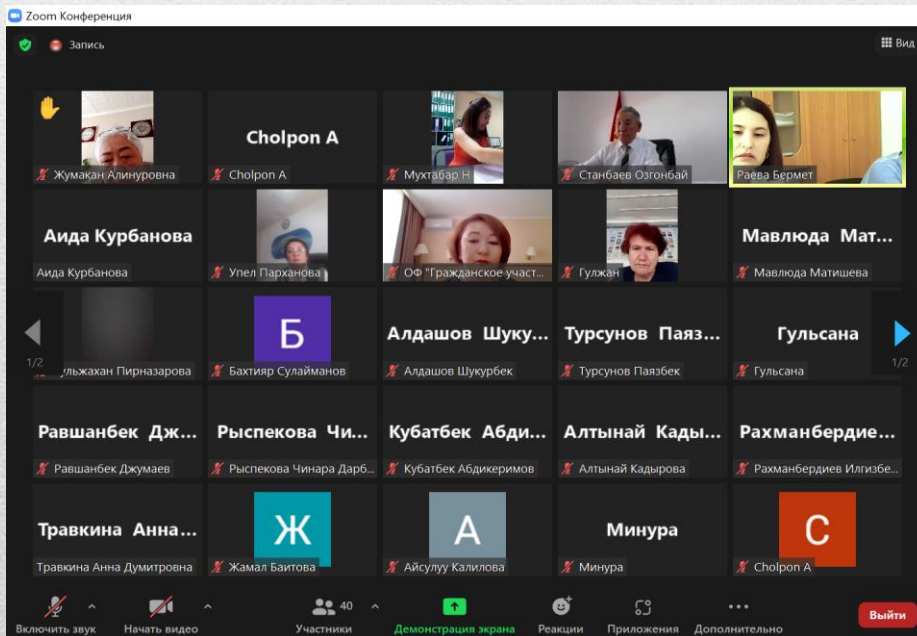 Zoom Конференция
Запись
Вид
Жумакан Алинуровна
Cholpon A
Cholpon A
Мухтабар Н
Станбаев Озгонбай
Раева Бермет
Аида Курбанова
Аида Курбанова
Упел Парханова
ОФ "Гражданское участ...
Гулжан
Мавлюда Мат...
Мавлюда Матишева
1/2
ульжахан Пирназарова
Б
Бахтияр Сулайманов
Алдашов Шуку...
Алдашов Шукурбек
Турсунов Паяз...
Турсунов Паязбек
Гульсана
Гульсана
1/2
Равшанбек Дж...
Равшанбек Джумаев
Рыспекова Чи...
Рыспекова Чинара Дарб...
Кубатбек Абди...
Кубатбек Абдикеримов
Алтынай Кады...
Алтынай Кадырова
Рахманбердие...
Рахманбердиев Илгизбе...
Травкина Анна...
Травкина Анна Думитровна
Ж
Жамал Баитова
А
Айсулуу Калилова
Минура
Минура
С
Cholpon A
Включить звук
Начать видео
40
Участники
Демонстрация экрана
Реакции
Приложения
Дополнительно
Выйти